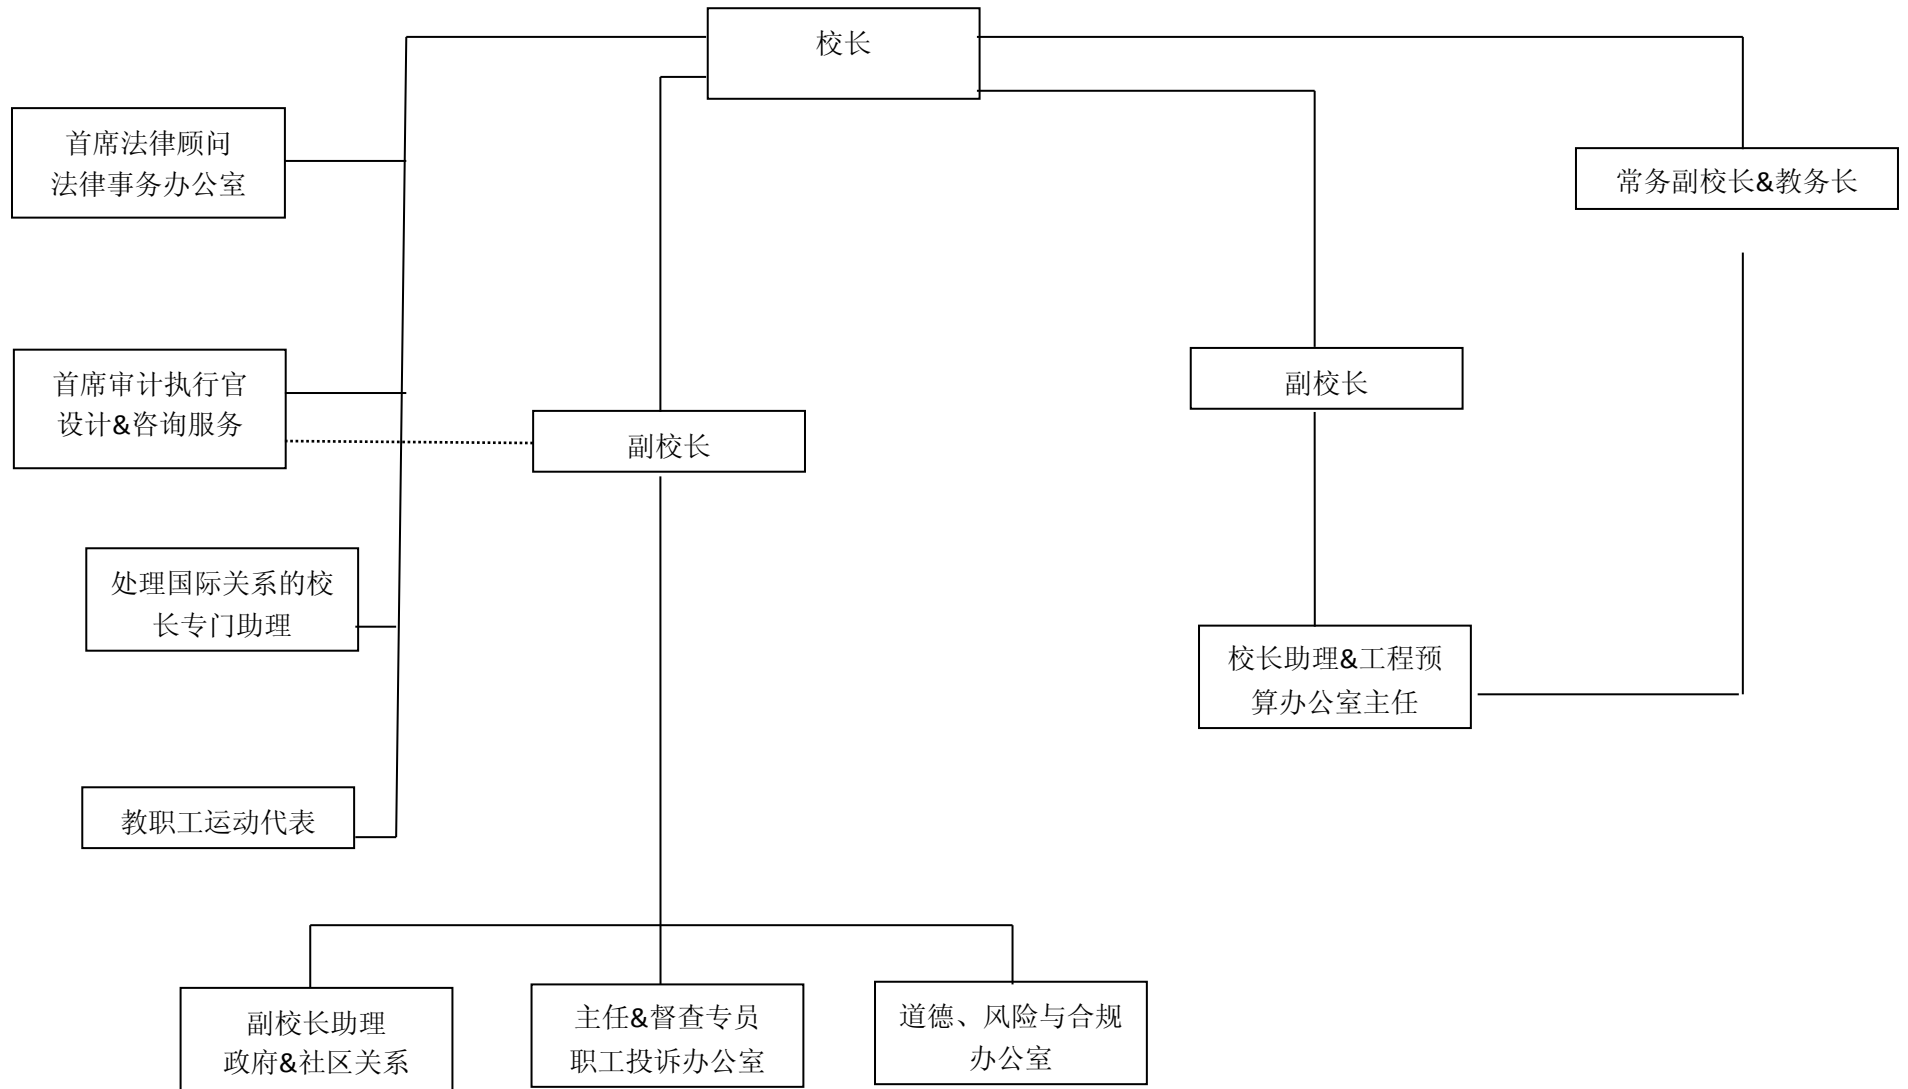 校长
首席法律顾问
法律事务办公室
常务副校长&教务长
首席审计执行官
设计&咨询服务
副校长
副校长
处理国际关系的校
长专门助理
校长助理&工程预
算办公室主任
教职工运动代表
副校长助理
政府&社区关系
主任&督查专员
职工投诉办公室
道德、风险与合规
办公室